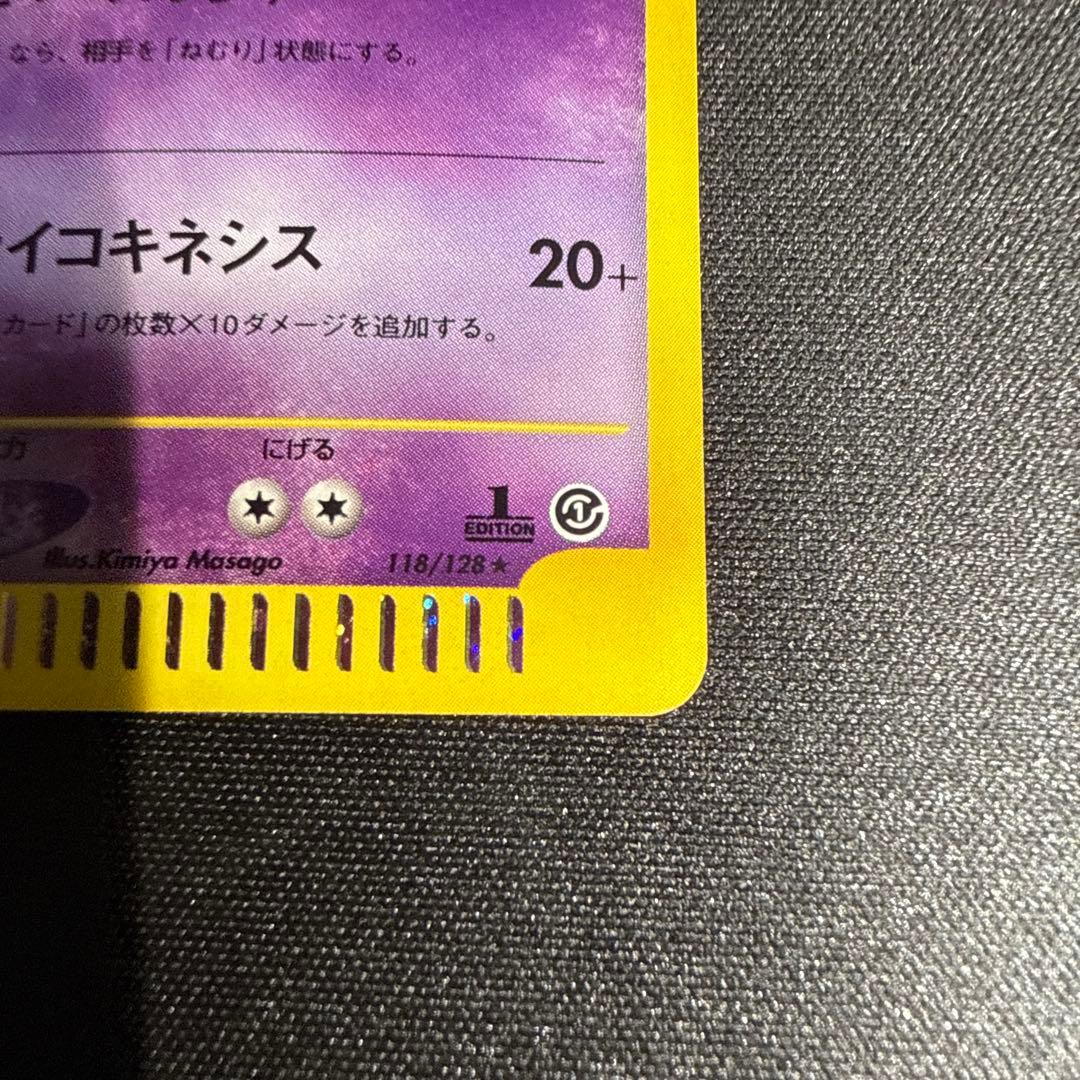 なら、相手を「ねむり」状態にする。
イコキネシス
20+
カード」の枚数×10ダメージを追加する。
力
にげる
1
EDITION
illus.Kimiya Masago
118/128★